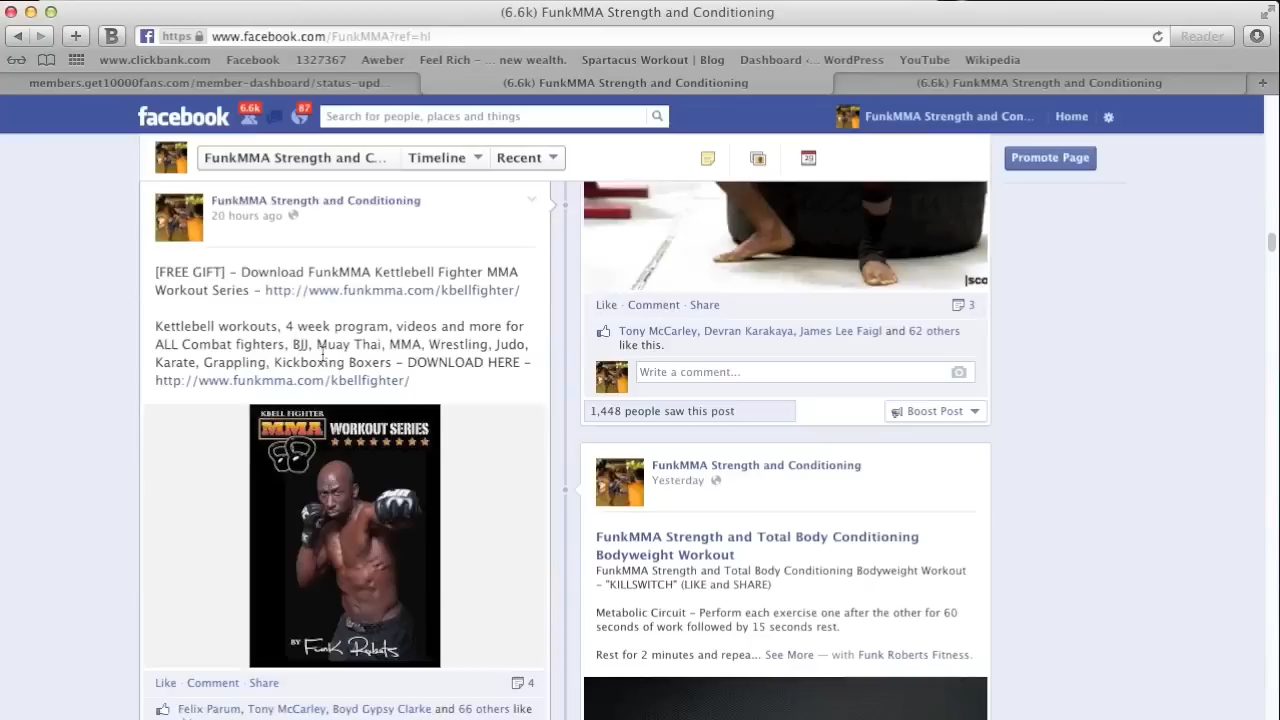 (6.6k) FunkMMA Strength and Conditioning
https www.facebook.com/FunkMMA?ref=hl
Reader
www.clickbank.com Facebook 1327367 Aweber Feel Rich – ... new wealth. Spartacus Workout | Blog Dashboard ‹... WordPress YouTube Wikipedia
members.get10000fans.com/member-dashboard/status-upd... (6.6k) FunkMMA Strength and Conditioning (6.6k) FunkMMA Strength and Conditioning
facebook 6.6k 87 Search for people, places and things FunkMMA Strength and Con... Home
FunkMMA Strength and C... Timeline Recent 29 Promote Page
FunkMMA Strength and Conditioning
20 hours ago
[FREE GIFT] – Download FunkMMA Kettlebell Fighter MMA
Workout Series – http://www.funkmma.com/kbellfighter/
Kettlebell workouts, 4 week program, videos and more for
ALL Combat fighters, BJJ, Muay Thai, MMA, Wrestling, Judo,
Karate, Grappling, Kickboxing Boxers – DOWNLOAD HERE –
http://www.funkmma.com/kbellfighter/
KBELL FIGHTER
MMA WORKOUT SERIES
BY Funk Roberts
Like · Comment · Share 4
Felix Parum, Tony McCarley, Boyd Gypsy Clarke and 66 others like
|sco
Like · Comment · Share 3
Tony McCarley, Devran Karakaya, James Lee Faigl and 62 others
like this.
Write a comment...
1,448 people saw this post Boost Post
FunkMMA Strength and Conditioning
Yesterday
FunkMMA Strength and Total Body Conditioning
Bodyweight Workout
FunkMMA Strength and Total Body Conditioning Bodyweight Workout
– "KILLSWITCH" (LIKE and SHARE)
Metabolic Circuit – Perform each exercise one after the other for 60
seconds of work followed by 15 seconds rest.
Rest for 2 minutes and repea... See More — with Funk Roberts Fitness.